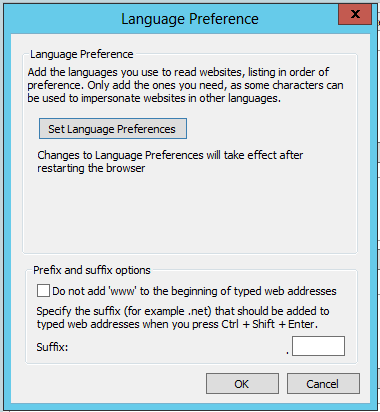 Language Preference
x
Language Preference
Add the languages you use to read websites, listing in order of
preference. Only add the ones you need, as some characters can
be used to impersonate websites in other languages.
Set Language Preferences
Changes to Language Preferences will take effect after
restarting the browser
Prefix and suffix options
Do not add 'www' to the beginning of typed web addresses
Specify the suffix (for example .net) that should be added to
typed web addresses when you press Ctrl + Shift + Enter.
Suffix: .
OK Cancel